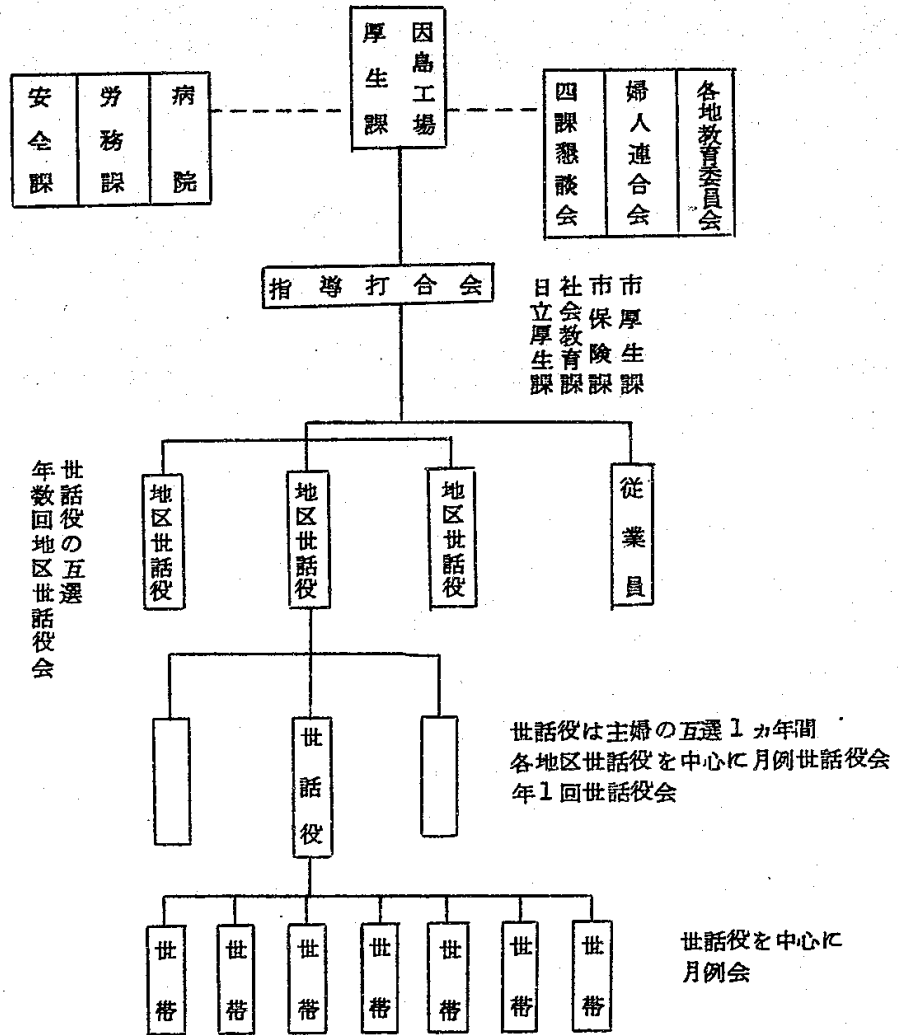 因島工場
厚生課
病院
労務課
安全課
各地教育委員会
婦人連合会
四課懇談会
指導打合会
市厚生課
市保険課
社会教育課
日立厚生課
世話役の互選
年数回地区世話役会
地区世話役
地区世話役
地区世話役
従業員
世話役
世話役は主婦の互選1ヵ年間
各地区世話役を中心に月例世話役会
年1回世話役会
世帯
世帯
世帯
世帯
世帯
世帯
世帯
世話役を中心に
月例会